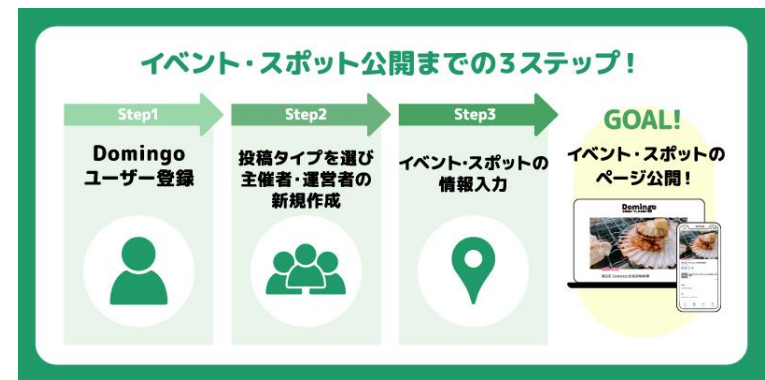 イベント・スポット公開までの3ステップ!
Step1
Domingo
ユーザー登録
Step2
投稿タイプを選び
主催者・運営者の
新規作成
Step3
イベント・スポットの
情報入力
GOAL!
イベント・スポットの
ページ公開!
Domingo